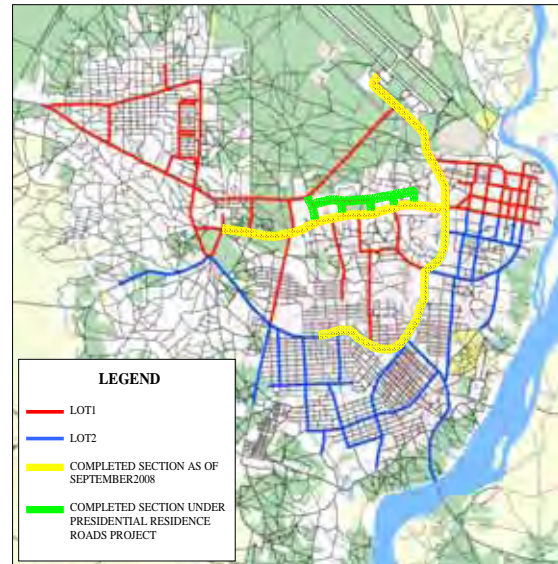 LEGEND
LOT1
LOT2
COMPLETED SECTION AS OF
SEPTEMBER2008
COMPLETED SECTION UNDER
PRESIDENTIAL RESIDENCE
ROADS PROJECT